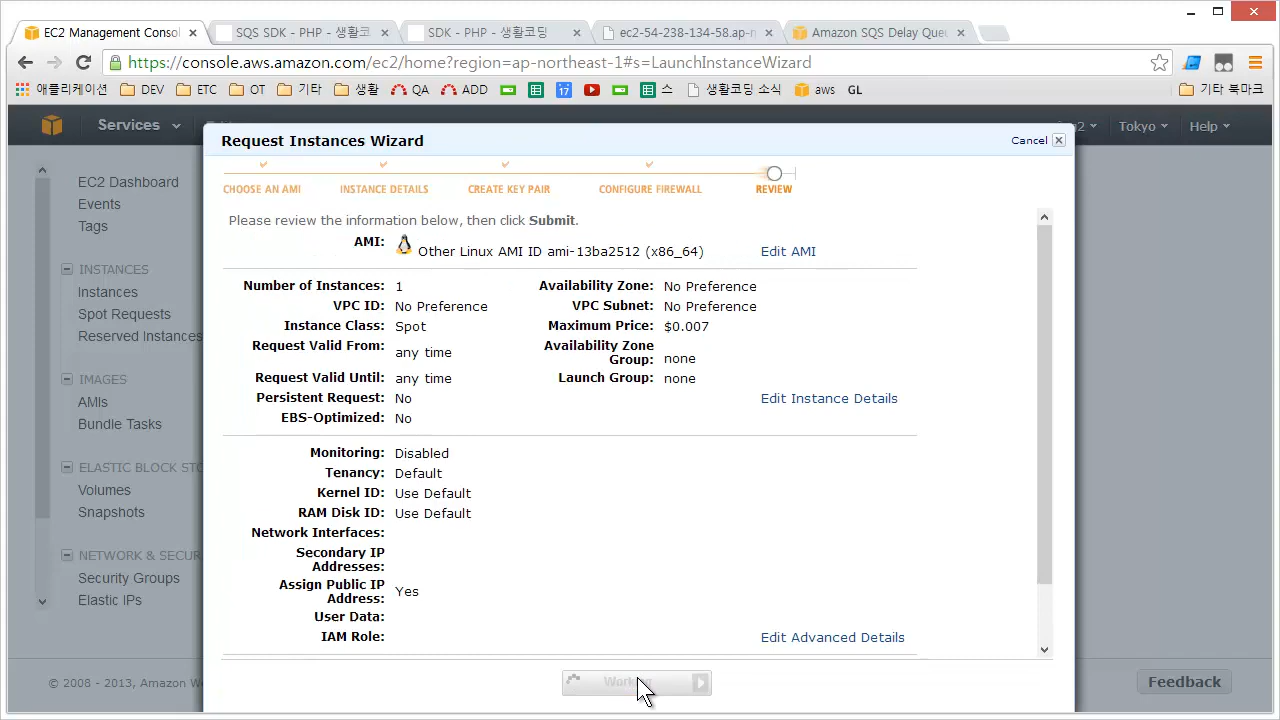 EC2 Management Consol
SQS SDK - PHP - 생활코
SDK - PHP - 생활코딩
ec2-54-238-134-58.ap-n
Amazon SQS Delay Queu
https://console.aws.amazon.com/ec2/home?region=ap-northeast-1#s=LaunchInstanceWizard
애플리케이션
DEV
ETC
OT
기타
생활
QA
ADD
17
스
생활코딩 소식
aws
GL
기타 북마크
Services
Tokyo
Help
Request Instances Wizard
Cancel
CHOOSE AN AMI
INSTANCE DETAILS
CREATE KEY PAIR
CONFIGURE FIREWALL
REVIEW
EC2 Dashboard
Events
Tags
INSTANCES
Instances
Spot Requests
Reserved Instances
IMAGES
AMIs
Bundle Tasks
ELASTIC BLOCK STO
Volumes
Snapshots
NETWORK & SECUR
Security Groups
Elastic IPs
Please review the information below, then click Submit.
AMI: Other Linux AMI ID ami-13ba2512 (x86_64) Edit AMI
Number of Instances: 1 Availability Zone: No Preference
VPC ID: No Preference VPC Subnet: No Preference
Instance Class: Spot Maximum Price: $0.007
Request Valid From: any time Availability Zone
Group: none
Request Valid Until: any time Launch Group: none
Persistent Request: No Edit Instance Details
EBS-Optimized: No
Monitoring: Disabled
Tenancy: Default
Kernel ID: Use Default
RAM Disk ID: Use Default
Network Interfaces:
Secondary IP
Addresses:
Assign Public IP
Address: Yes
User Data:
IAM Role: Edit Advanced Details
© 2008 - 2013, Amazon We
Feedback